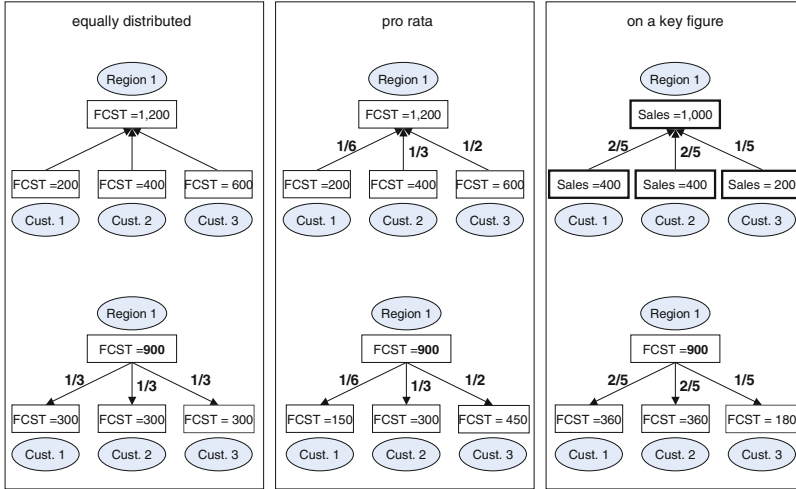 equally distributed
Region 1
FCST =1,200
FCST =200
FCST =400
FCST = 600
Cust. 1
Cust. 2
Cust. 3
Region 1
FCST =900
1/3
1/3
1/3
FCST =300
FCST =300
FCST = 300
Cust. 1
Cust. 2
Cust. 3
pro rata
Region 1
FCST =1,200
1/6
1/3
1/2
FCST =200
FCST =400
FCST = 600
Cust. 1
Cust. 2
Cust. 3
Region 1
FCST =900
1/6
1/3
1/2
FCST =150
FCST =300
FCST = 450
Cust. 1
Cust. 2
Cust. 3
on a key figure
Region 1
Sales =1,000
2/5
2/5
1/5
Sales =400
Sales =400
Sales = 200
Cust. 1
Cust. 2
Cust. 3
Region 1
FCST =900
2/5
2/5
1/5
FCST =360
FCST =360
FCST = 180
Cust. 1
Cust. 2
Cust. 3